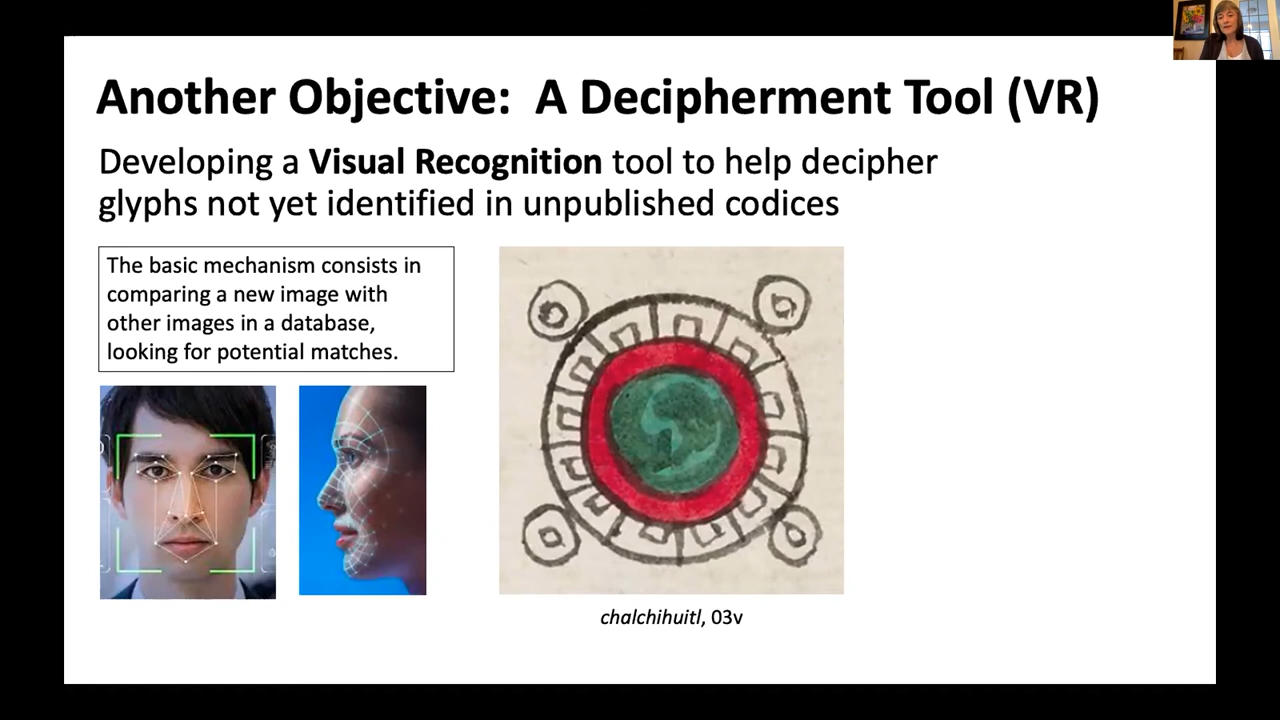 Another Objective:  A Decipherment Tool (VR)
Developing a Visual Recognition tool to help decipher
glyphs not yet identified in unpublished codices
The basic mechanism consists in
comparing a new image with
other images in a database,
looking for potential matches.
chalchihuitl, 03v